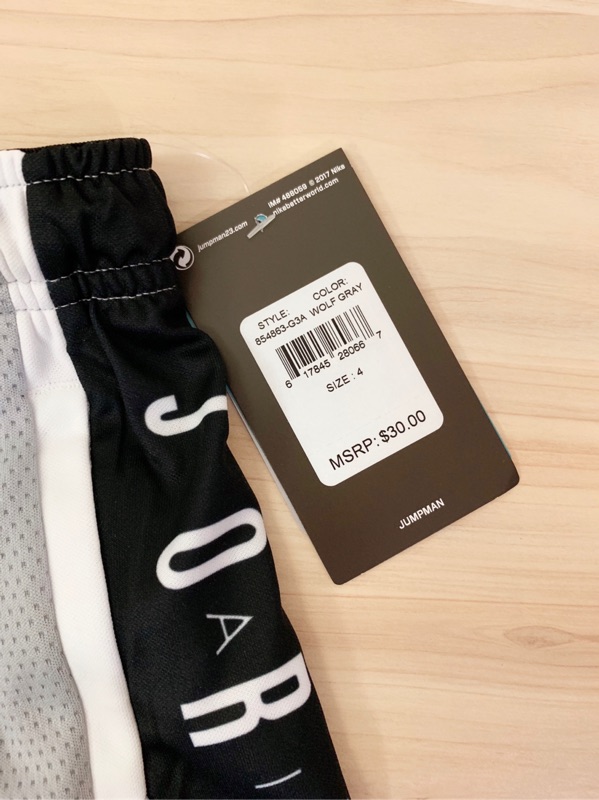 IM# 488059 © 2017 Nike
jumpman23.com nikebetterworld.com
STYLE: COLOR:
854863-G3A WOLF GRAY
6 17845 28066 7
SIZE : 4
MSRP: $30.00
JUMPMAN
J
O
A
R